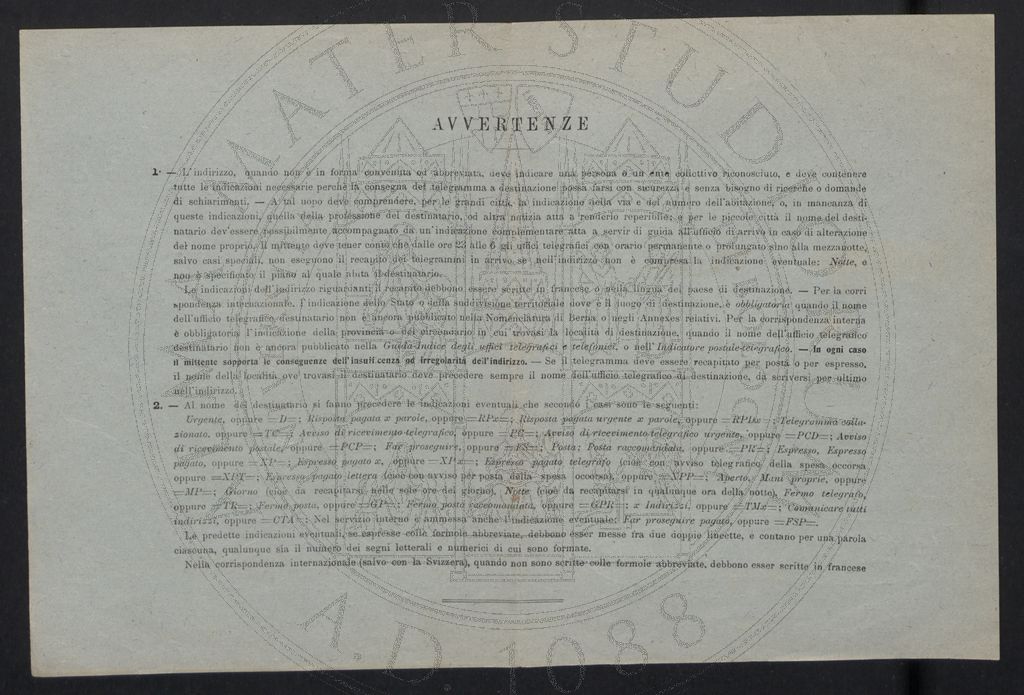 ALMA MATER STUDIORUM
AVVERTENZE
1· — L'indirizzo, quando non è in forma convenuta od abbreviata, deve indicare una persona o un ente collettivo riconosciuto, e deve contenere
tutte le indicazioni necessarie perchè la consegna del telegramma a destinazione possa farsi con sicurezza e senza bisogno di ricerche o domande
di schiarimenti. — A tal uopo deve comprendere, per le grandi città, la indicazione della via e del numero dell'abitazione, o, in mancanza di
queste indicazioni, quella della professione del destinatario, od altra notizia atta a renderlo reperibile; e per le piccole città il nome del desti-
natario dev'essere possibilmente accompagnato da un'indicazione complementare atta a servir di guida all'ufficio di arrivo in caso di alterazione
del nome proprio. Il mittente deve tener conto che dalle ore 23 alle 6 gli uffici telegrafici con orario permanente o prolungato sino alla mezzanotte,
salvo casi speciali, non eseguono il recapito dei telegrammi in arrivo, se nell'indirizzo non è compresa la indicazione eventuale: Notte, e
non è specificato il piano al quale abita il destinatario.
Le indicazioni dell'indirizzo riguardanti il recapito debbono essere scritte in francese o nella lingua del paese di destinazione. — Per la corri
spondenza internazionale, l'indicazione dello Stato o della suddivisione territoriale dove è il luogo di destinazione, è obbligatoria quando il nome
dell'ufficio telegrafico destinatario non è ancora pubblicato nella Nomenclatura di Berna o negli Annexes relativi. Per la corrispondenza interna
è obbligatoria l'indicazione della provincia o del circondario in cui trovasi la località di destinazione, quando il nome dell'ufficio telegrafico
destinatario non è ancora pubblicato nella Guida-Indice degli uffici telegrafici e telefonici, o nell'Indicatore postale-telegrafico. — In ogni caso
il mittente sopporta le conseguenze dell'insufficenza od irregolarità dell'indirizzo. — Se il telegramma deve essere recapitato per posta o per espresso,
il nome della località ove trovasi il destinatario deve precedere sempre il nome dell'ufficio telegrafico di destinazione, da scriversi per ultimo
nell'indirizzo.
2. — Al nome del destinatario si fanno precedere le indicazioni eventuali che secondo i casi sono le seguenti:
Urgente, oppure =D=; Risposta pagata x parole, oppure =RPx=; Risposta pagata urgente x parole, oppure =RPDx=; Telegramma colla-
zionato, oppure =TC=; Avviso di ricevimento telegrafico, oppure =PC=; Avviso di ricevimento telegrafico urgente, oppure =PCD=; Avviso
di ricevimento postale, oppure =PCP=; Far proseguire, oppure =FS=; Posta; Posta raccomandata, oppure =PR=; Espresso, Espresso
pagato, oppure =XP=; Espresso pagato x, oppure =XPx=; Espresso pagato telegrafo (cioè con avviso telegrafico della spesa occorsa
oppure =XPT=; Espresso pagato lettera (cioè con avviso per posta della spesa occorsa), oppure =XPP=; Aperto, Mani proprie, oppure
=MP=; Giorno (cioè da recapitarsi nelle sole ore del giorno), Notte (cioè da recapitarsi in qualunque ora della notte), Fermo telegrafo,
oppure =TR=; Fermo posta, oppure =GP=; Fermo posta raccomandata, oppure =GPR=; x Indirizzi, oppure =TMx=; Comunicare tutti
indirizzi, oppure =CTA=; Nel servizio interno è ammessa anche l'indicazione eventuale: Far proseguire pagato, oppure =FSP=.
Le predette indicazioni eventuali, se espresse colle formole abbreviate, debbono esser messe fra due doppie lineette, e contano per una parola
ciascuna, qualunque sia il numero dei segni letterali e numerici di cui sono formate.
Nella corrispondenza internazionale (salvo con la Svizzera), quando non sono scritte colle formole abbreviate, debbono esser scritte in francese
A.D. 1088